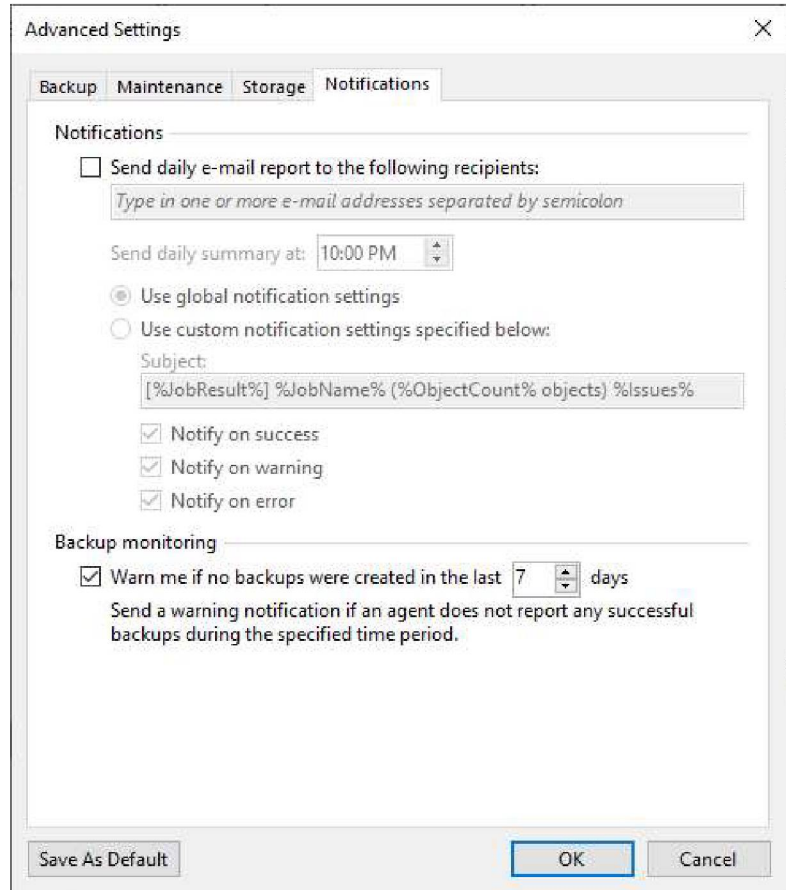 Advanced Settings
Backup Maintenance Storage Notifications
Notifications
Send daily e-mail report to the following recipients:
Type in one or more e-mail addresses separated by semicolon
Send daily summary at: 10:00 PM
Use global notification settings
Use custom notification settings specified below:
Subject:
[%JobResult%] %JobName% (%ObjectCount% objects) %Issues%
Notify on success
Notify on warning
Notify on error
Backup monitoring
Warn me if no backups were created in the last 7 days
Send a warning notification if an agent does not report any successful
backups during the specified time period.
Save As Default OK Cancel